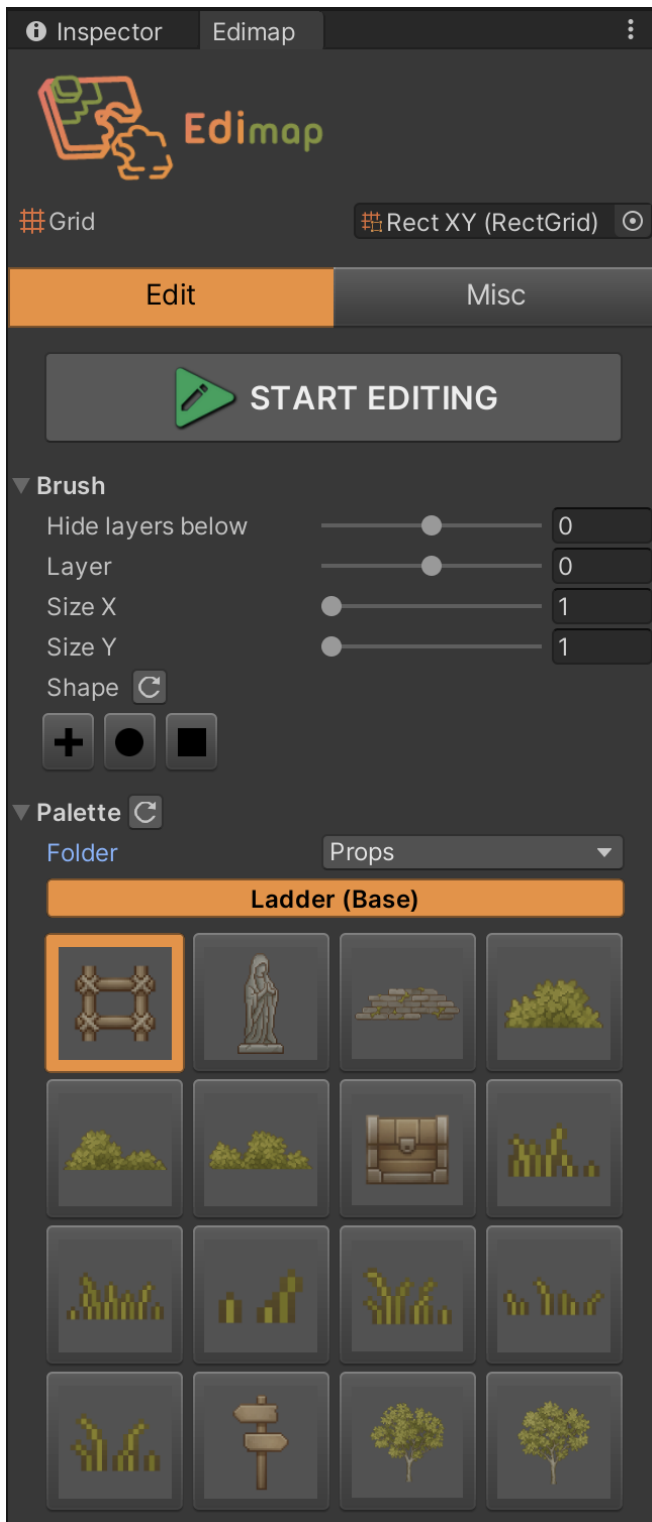 Inspector Edimap
Edimap
Grid Rect XY (RectGrid)
Edit Misc
START EDITING
Brush
Hide layers below 0
Layer 0
Size X 1
Size Y 1
Shape
Palette
Folder Props
Ladder (Base)